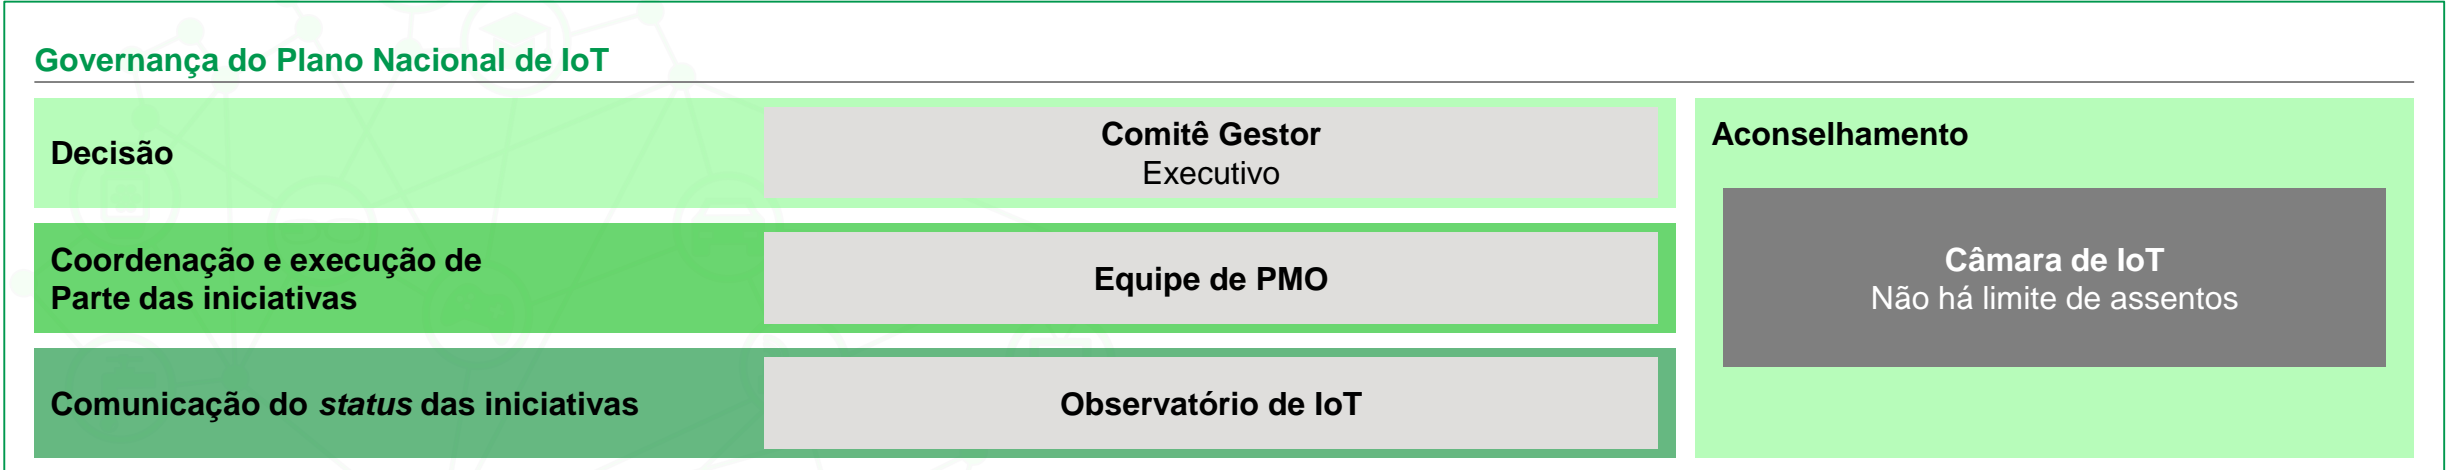 Governança do Plano Nacional de IoT
Decisão
Comitê Gestor
Executivo
Coordenação e execução de
Parte das iniciativas
Equipe de PMO
Comunicação do status das iniciativas
Observatório de IoT
Aconselhamento
Câmara de IoT
Não há limite de assentos